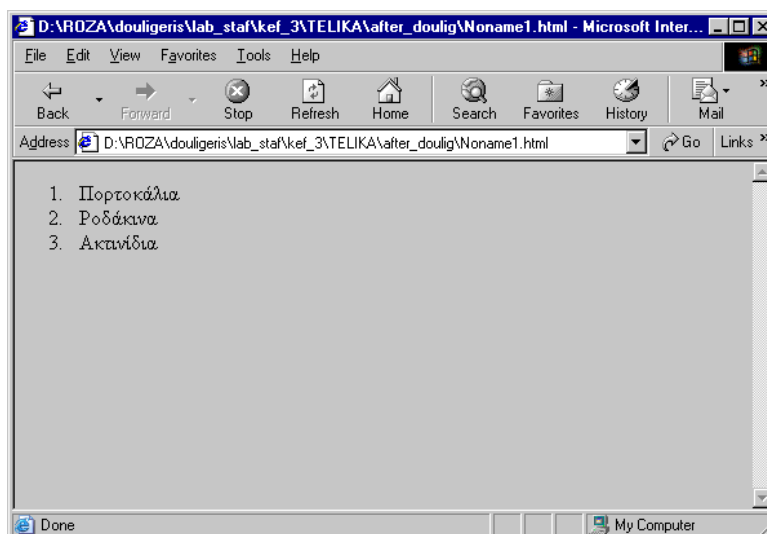 D:\ROZA\douligeris\lab_staf\kef_3\TELIKA\after_doulig\Noname1.html - Microsoft Inter...
File Edit View Favorites Tools Help
Back Forward Stop Refresh Home Search Favorites History Mail »
Address D:\ROZA\douligeris\lab_staf\kef_3\TELIKA\after_doulig\Noname1.html Go Links »
1. Πορτοκάλια
2. Ροδάκινα
3. Ακτινίδια
Done My Computer